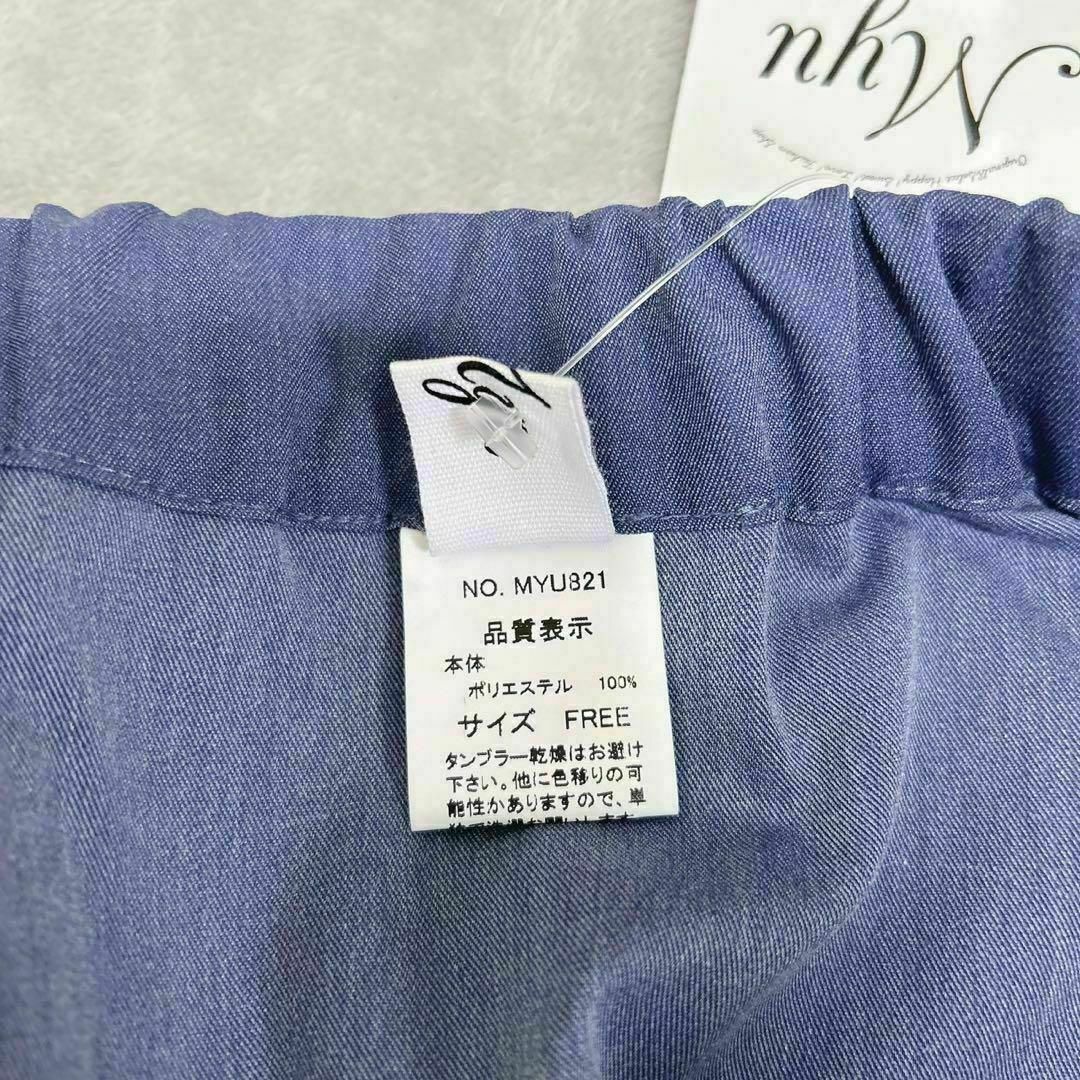 Myu
NO. MYU821
品質表示
本体
ポリエステル 100%
サイズ FREE
タンブラー乾燥はお避け
下さい。他に色移りの可
能性がありますので、単